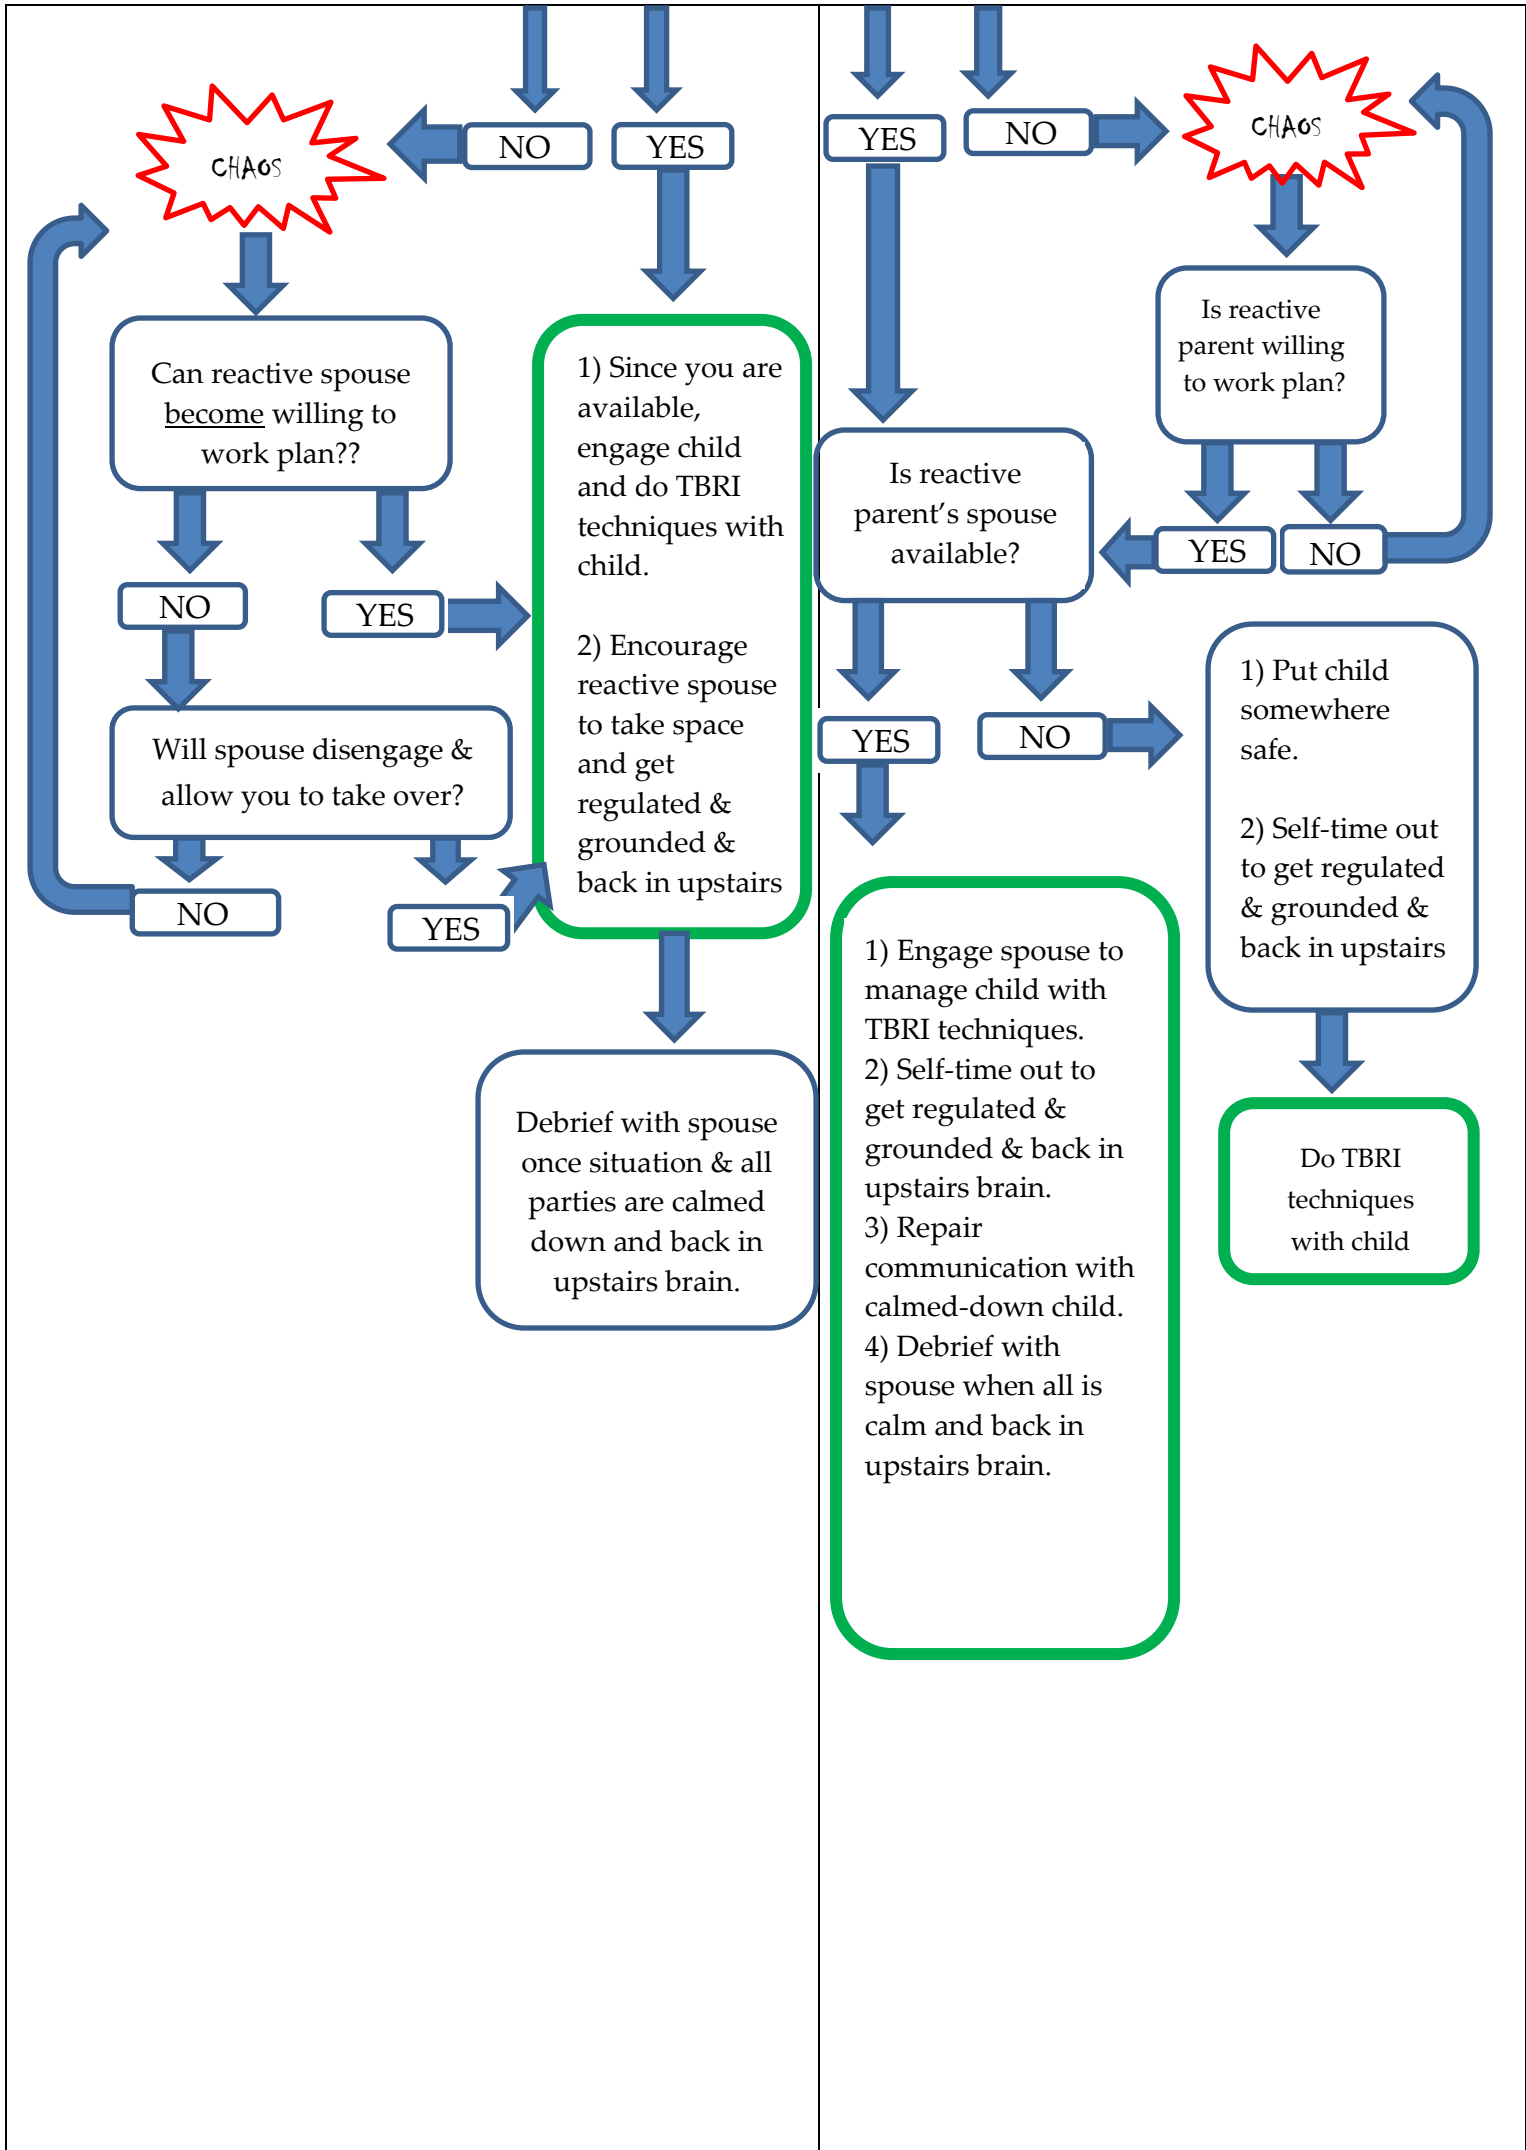 NO
YES
CHAOS
Can reactive spouse
become willing to
work plan??
NO
YES
Will spouse disengage &
allow you to take over?
NO
YES
1) Since you are
available,
engage child
and do TBRI
techniques with
child.
2) Encourage
reactive spouse
to take space
and get
regulated &
grounded &
back in upstairs
Debrief with spouse
once situation & all
parties are calmed
down and back in
upstairs brain.
YES
NO
CHAOS
Is reactive
parent willing
to work plan?
YES
NO
Is reactive
parent’s spouse
available?
YES
NO
1) Put child
somewhere
safe.
2) Self-time out
to get regulated
& grounded &
back in upstairs
Do TBRI
techniques
with child
1) Engage spouse to
manage child with
TBRI techniques.
2) Self-time out to
get regulated &
grounded & back in
upstairs brain.
3) Repair
communication with
calmed-down child.
4) Debrief with
spouse when all is
calm and back in
upstairs brain.